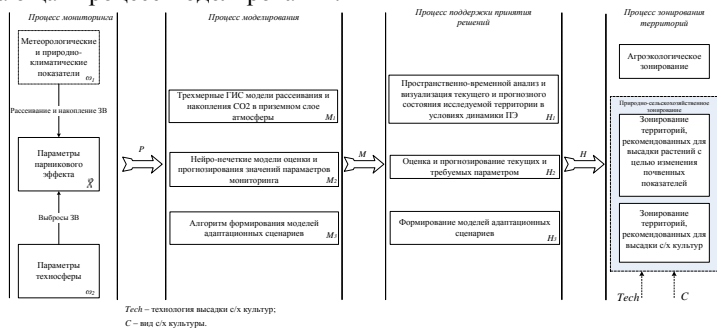 Процесс мониторинга
Метеорологические
и природно-
климатические
показатели
ω₁
Рассеивание и накопление ЗВ
Параметры
парникового
эффекта
Выбросы ЗВ
Параметры
техносферы
ω₂
P
Процесс моделирования
Трехмерные ГИС модели рассеивания и
накопления СО2 в приземном слое
атмосферы
M₁
Нейро-нечеткие модели оценки и
прогнозирования значений парамаетров
мониторинга
M₂
Алгоритм формирования моделей
адаптационных сценариев
M₃
M
Процесс поддержки принятия
решений
Пространственно-временной анализ и
визуализация текущего и прогнозного
состояния исследуемой территории в
условиях динамики ПЭ
H₁
Оценка и прогнозирование текущих и
требуемых параметром
H₂
Формирование моделей адаптационных
сценариев
H₃
H
Процесс зонирования
территорий
Агроэкологическое
зонирование
Природно-сельскохозяйственное
зонирование
Зонирование
территорий,
рекомендованных для
высадки растений с
целью изменения
почвенных
показателей
Зонирование
территорий,
рекомендованных для
высадки с/х культур
Tech
C
Tech – технология высадки с/х культур;
C – вид с/х культуры.